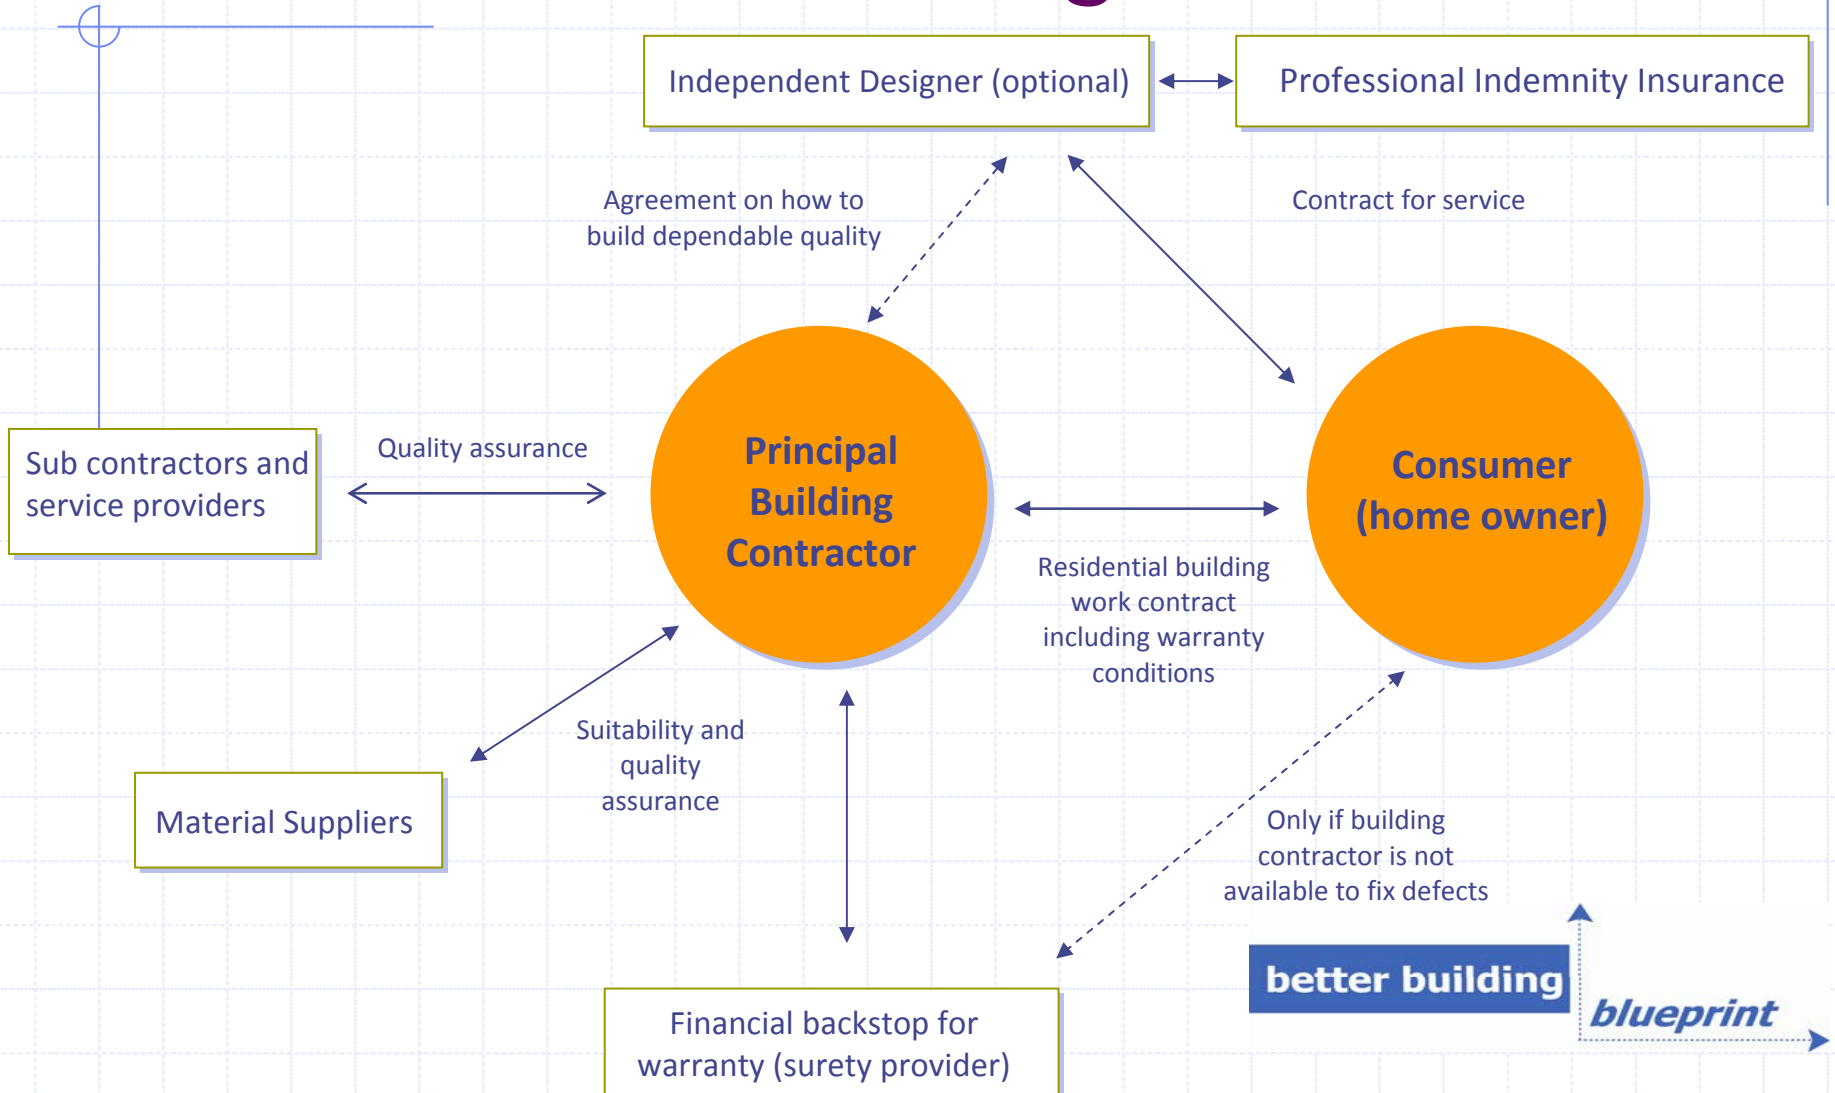 Independent Designer (optional)
Professional Indemnity Insurance
Agreement on how to
build dependable quality
Contract for service
Sub contractors and
service providers
Quality assurance
Principal
Building
Contractor
Consumer
(home owner)
Residential building
work contract
including warranty
conditions
Suitability and
quality
assurance
Material Suppliers
Only if building
contractor is not
available to fix defects
Financial backstop for
warranty (surety provider)
better building
blueprint